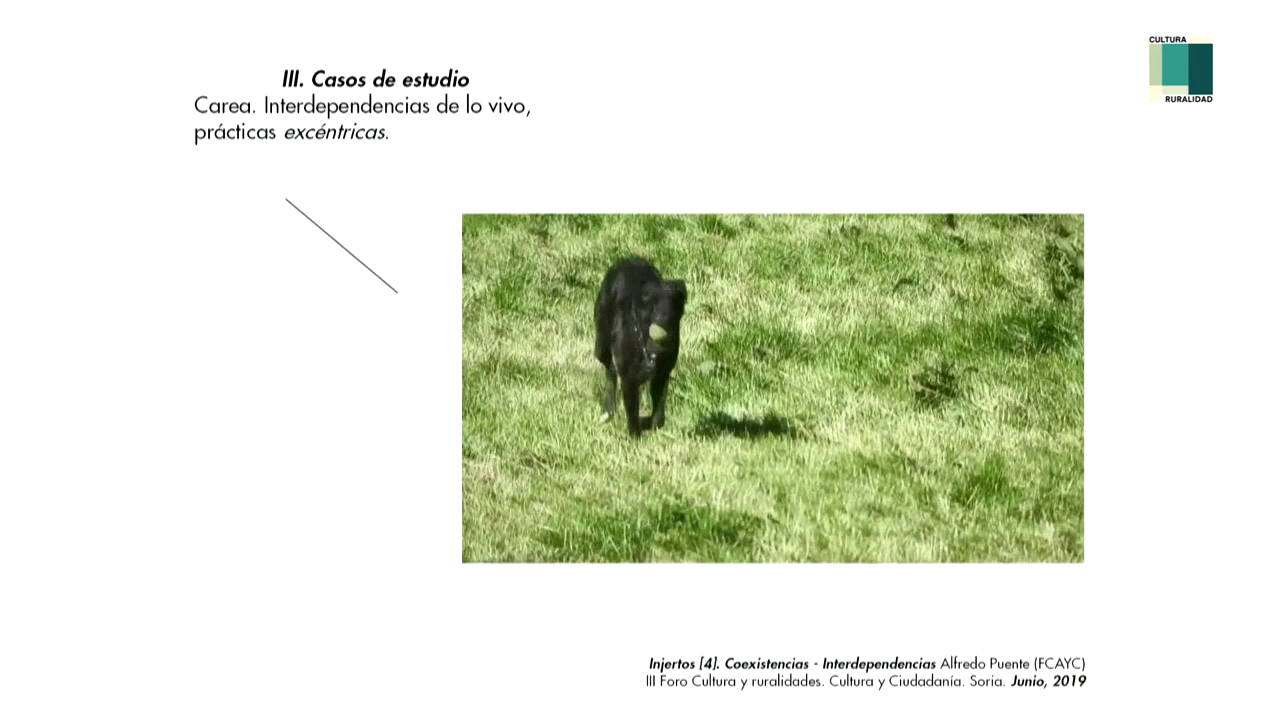 CULTURA
RURALIDAD
III. Casos de estudio
Carea. Interdependencias de lo vivo,
prácticas excéntricas.
Injertos [4]. Coexistencias - Interdependencias Alfredo Puente (FCAYC)
III Foro Cultura y ruralidades. Cultura y Ciudadanía. Soria. Junio, 2019